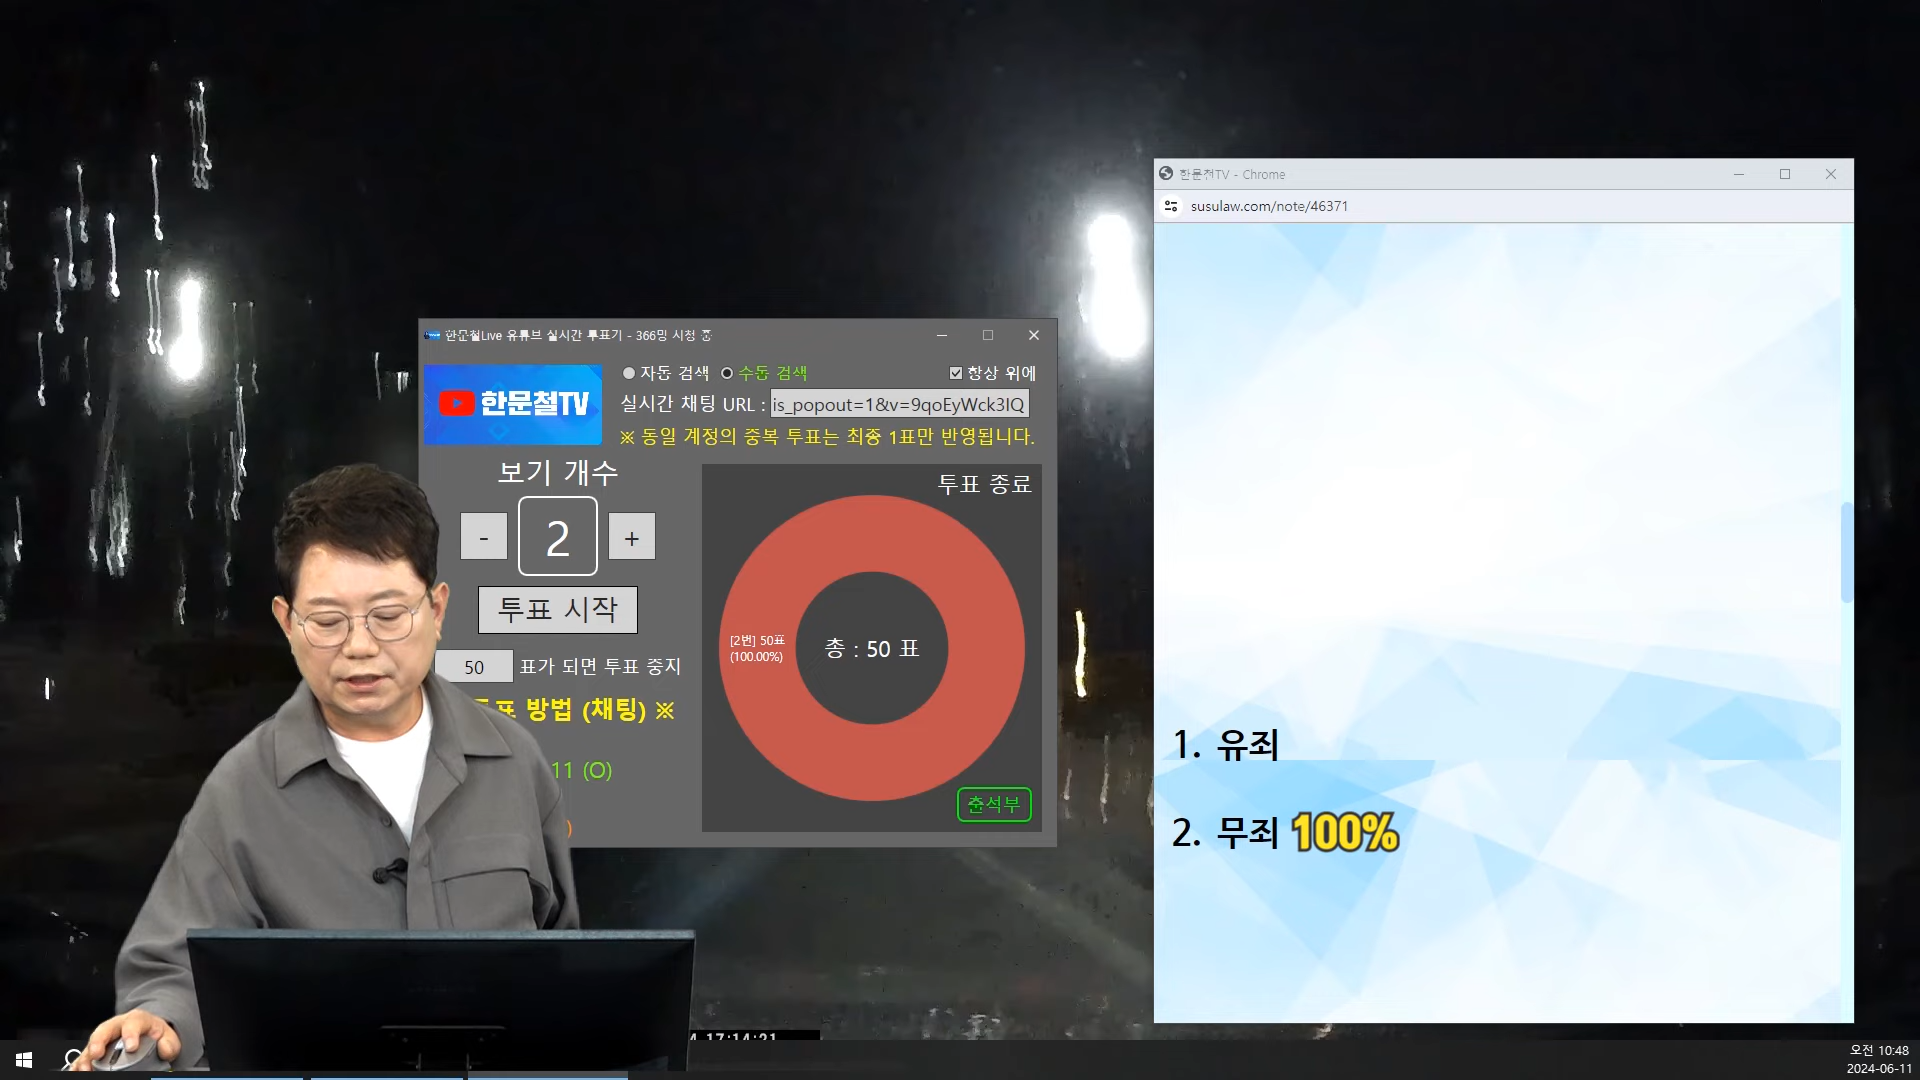 한문철Live 유튜브 실시간 투표기 - 366명 시청 중
한문철TV
자동 검색 수동 검색
항상 위에
실시간 채팅 URL : is_popout=1&v=9qoEyWck3IQ
※ 동일 계정의 중복 투표는 최종 1표만 반영됩니다.
보기 개수
- 2 +
투표 시작
50 표가 되면 투표 중지
방법 (채팅) ※
11 (O)
)
투표 종료
[2번] 50표
(100.00%)
총 : 50 표
출석부
한문철TV - Chrome
susulaw.com/note/46371
1. 유죄
2. 무죄 100%
17:14:21
오전 10:48
2024-06-11